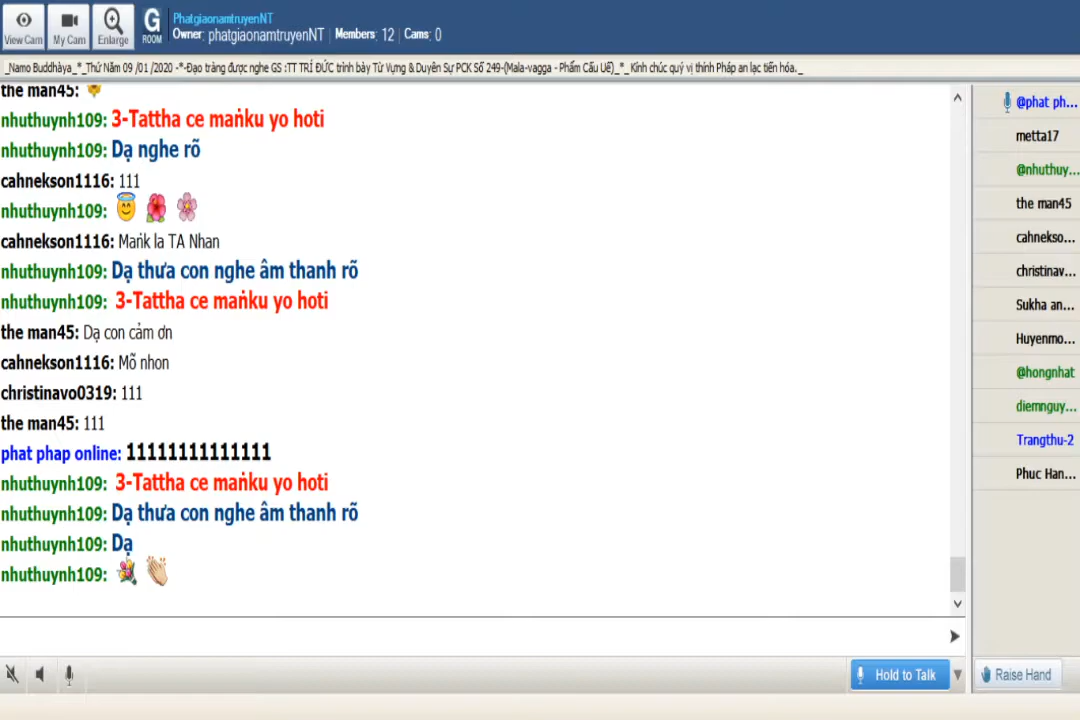 View Cam
My Cam
Enlarge
G
ROOM
PhatgiaonamtruyenNT
Owner: phatgiaonamtruyenNT | Members: 12 | Cams: 0
_Namo Buddhàya_*_Thứ Năm 09 /01 /2020 -*-Đạo tràng được nghe GS :TT TRÍ ĐỨC trình bày Từ Vựng & Duyên Sự PCK Số 249-(Mala-vagga - Phẩm Cấu Uế)_*_ Kính chúc quý vị thính Pháp an lạc tiến hóa._
the man45:
nhuthuynh109: 3-Tattha ce maṅku yo hoti
nhuthuynh109: Dạ nghe rõ
cahnekson1116: 111
nhuthuynh109:
cahnekson1116: Maṅk la TA Nhan
nhuthuynh109: Dạ thưa con nghe âm thanh rõ
nhuthuynh109: 3-Tattha ce maṅku yo hoti
the man45: Dạ con cảm ơn
cahnekson1116: Mỗ nhon
christinavo0319: 111
the man45: 111
phat phap online: 11111111111111
nhuthuynh109: 3-Tattha ce maṅku yo hoti
nhuthuynh109: Dạ thưa con nghe âm thanh rõ
nhuthuynh109: Dạ
nhuthuynh109:
@phat ph...
metta17
@nhuthuy...
the man45
cahnekso...
christinav...
Sukha an...
Huyenmo...
@hongnhat
diemnguy...
Trangthu-2
Phuc Han...
Hold to Talk
Raise Hand